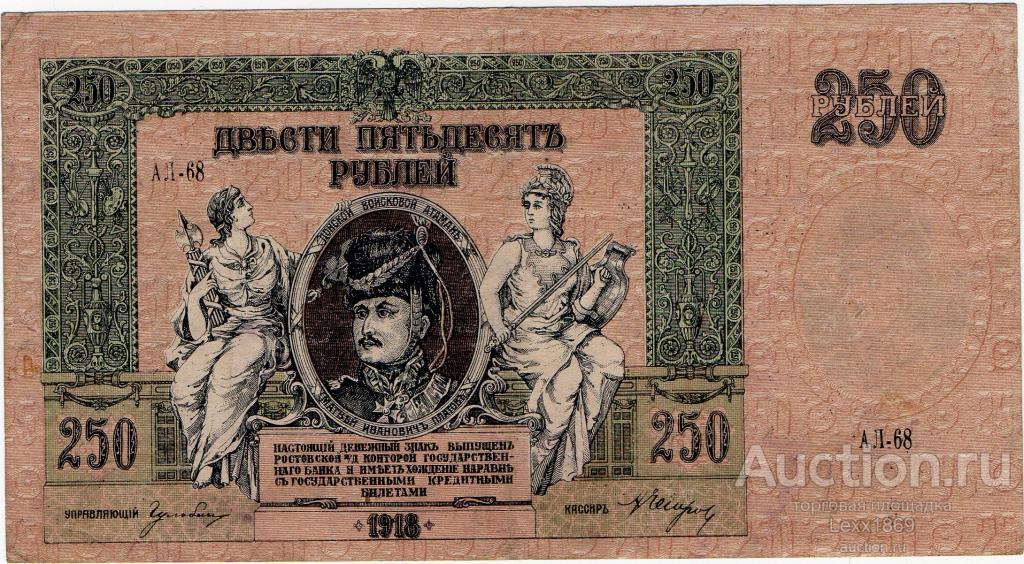 250
250
250
РУБЛЕЙ
ДВѢСТИ ПЯТЬДЕСЯТЪ
РУБЛЕЙ
АЛ-68
ДОНСКОЙ ВОЙСКОВОЙ АТАМАНЪ
МАТВѢЙ ИВАНОВИЧЪ ПЛАТОВЪ
250
250
АЛ-68
НАСТОЯЩІЙ ДЕНЕЖНЫЙ ЗНАКЪ ВЫПУЩЕНЪ
РОСТОВСКОЙ н/Д КОНТОРОЙ ГОСУДАРСТВЕН-
НАГО БАНКА И ИМѢЕТЪ ХОЖДЕНІЕ НАРАВНѢ
СЪ ГОСУДАРСТВЕННЫМИ КРЕДИТНЫМИ
БИЛЕТАМИ
УПРАВЛЯЮЩІЙ
КАССИРЪ
1918
Auction.ru
торговая площадка
Lexx1869
auction.ru